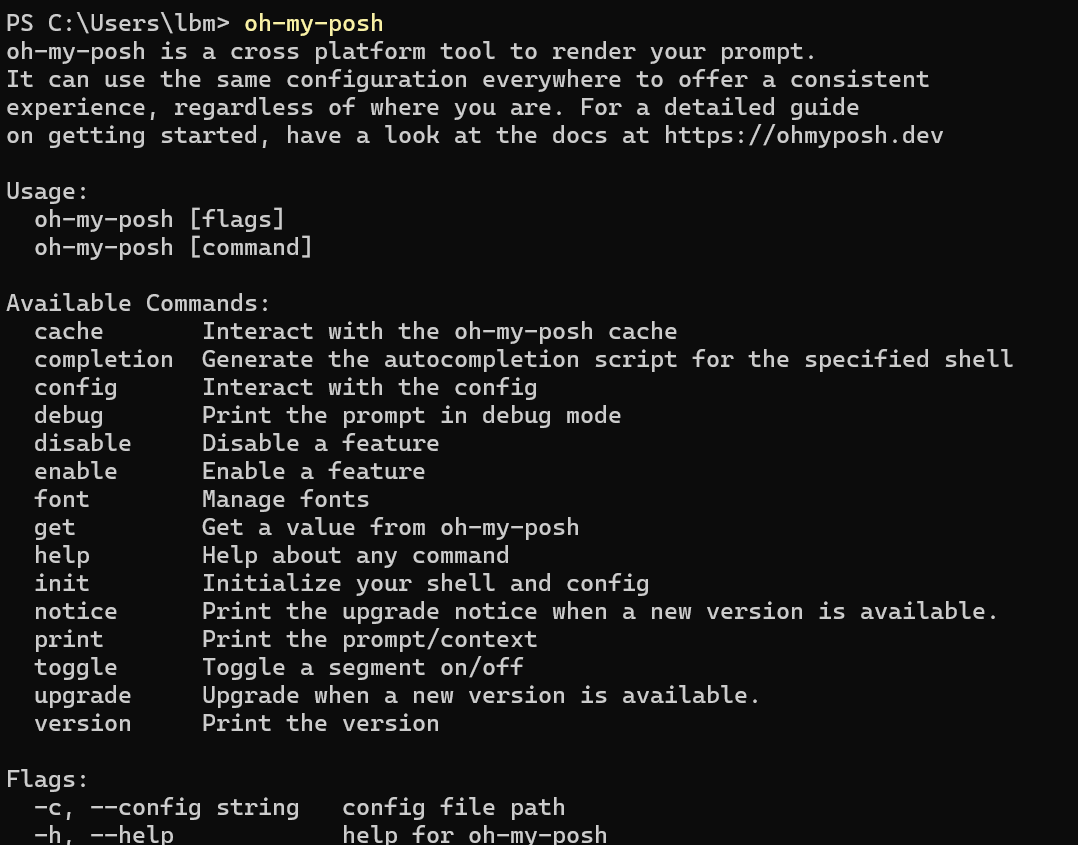 PS C:\Users\lbm> oh-my-posh
oh-my-posh is a cross platform tool to render your prompt.
It can use the same configuration everywhere to offer a consistent
experience, regardless of where you are. For a detailed guide
on getting started, have a look at the docs at https://ohmyposh.dev

Usage:
  oh-my-posh [flags]
  oh-my-posh [command]

Available Commands:
  cache       Interact with the oh-my-posh cache
  completion  Generate the autocompletion script for the specified shell
  config      Interact with the config
  debug       Print the prompt in debug mode
  disable     Disable a feature
  enable      Enable a feature
  font        Manage fonts
  get         Get a value from oh-my-posh
  help        Help about any command
  init        Initialize your shell and config
  notice      Print the upgrade notice when a new version is available.
  print       Print the prompt/context
  toggle      Toggle a segment on/off
  upgrade     Upgrade when a new version is available.
  version     Print the version

Flags:
  -c, --config string   config file path
  -h, --help            help for oh-my-posh